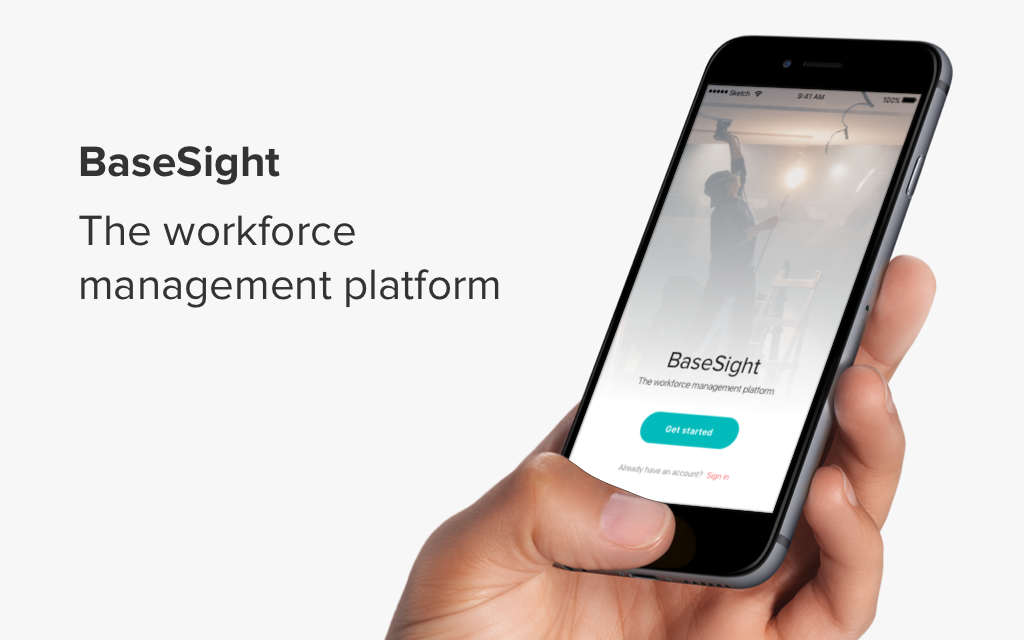 BaseSight
The workforce
management platform
Sketch
9:41 AM
100%
BaseSight
The workforce management platform
Get started
Already have an account? Sign in